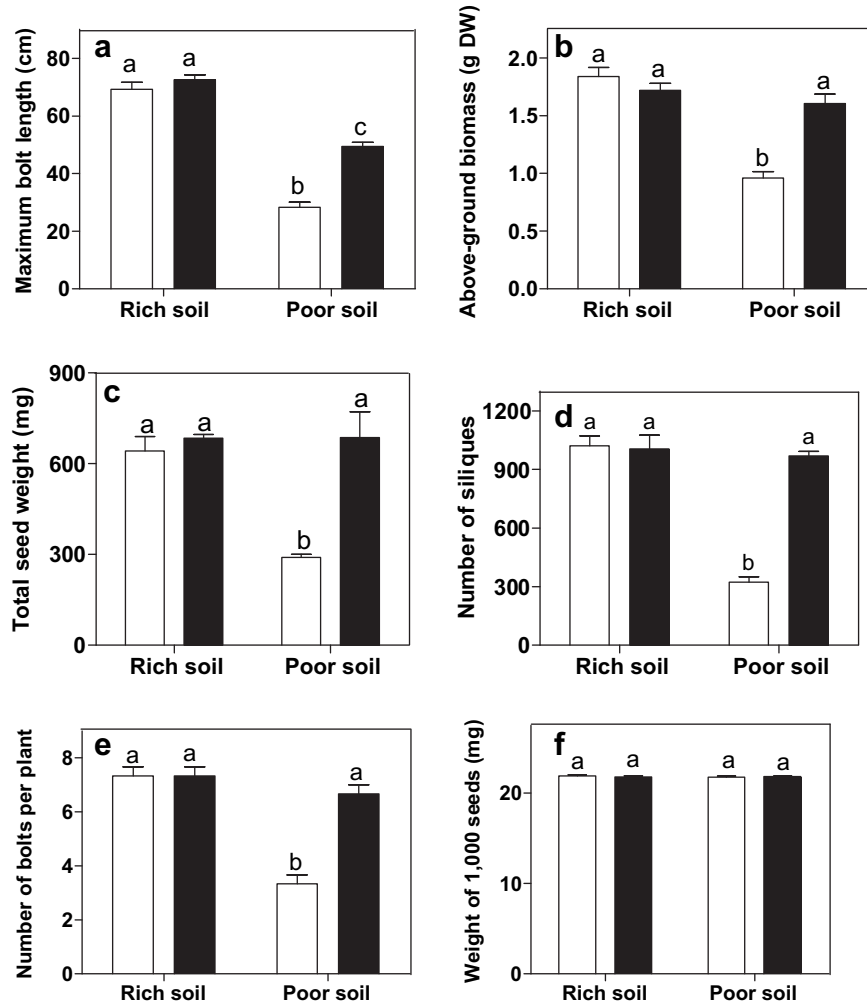 a
Maximum bolt length (cm)
80
60
40
20
0
a
a
b
c
Rich soil
Poor soil
b
Above-ground biomass (g DW)
2.0
1.5
1.0
0.5
0.0
a
a
b
a
Rich soil
Poor soil
c
Total seed weight (mg)
900
600
300
0
a
a
b
a
Rich soil
Poor soil
d
Number of siliques
1200
900
600
300
0
a
a
b
a
Rich soil
Poor soil
e
Number of bolts per plant
8
6
4
2
0
a
a
b
a
Rich soil
Poor soil
f
Weight of 1,000 seeds (mg)
20
10
0
a
a
a
a
Rich soil
Poor soil